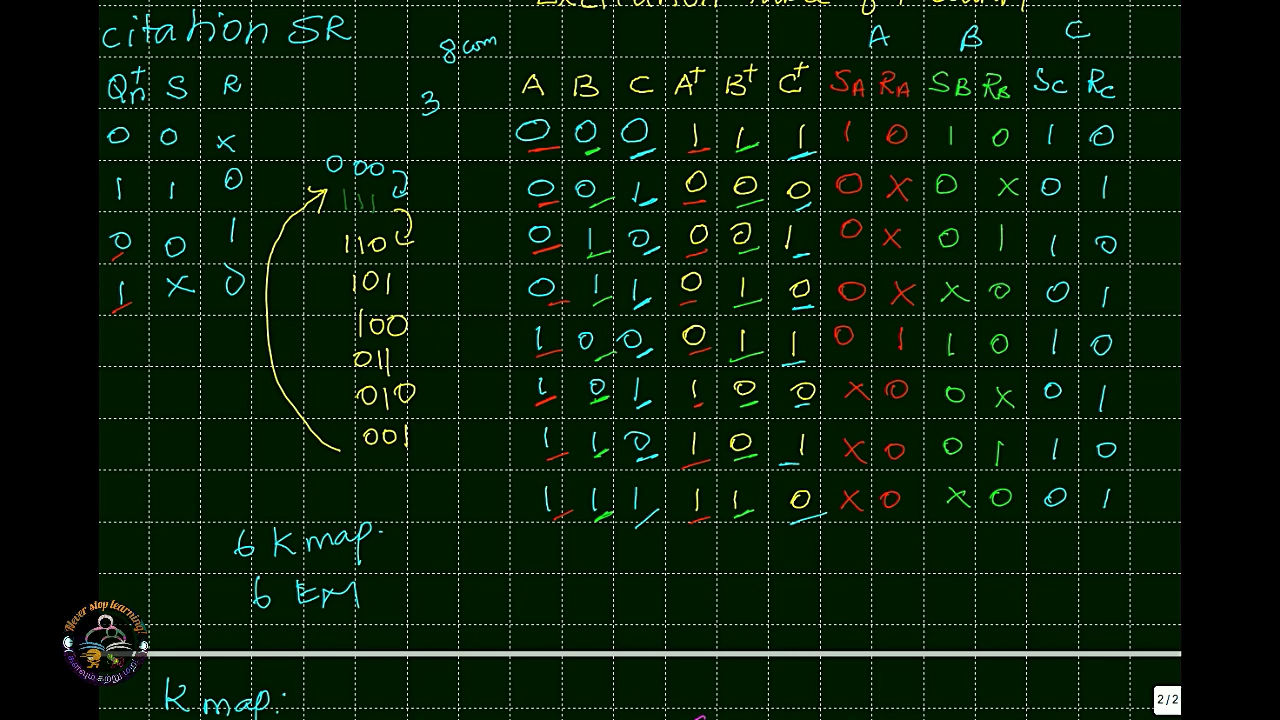 citation SR
8 com
A B C
Qn+ S R
3
A B C A+ B+ C+ SA RA SB RB SC RC
0 0 x
0 0 0 1 1 1 1 0 1 0 1 0
1 1 0
000
111
0 0 1 0 0 0 0 x 0 x 0 1
0 0 1
110
0 1 0 0 0 1 0 x 0 1 1 0
1 x 0
101
0 1 1 0 1 0 0 x x 0 0 1
100
1 0 0 0 1 1 0 1 1 0 1 0
011
010
1 0 1 1 0 0 x 0 0 x 0 1
001
1 1 0 1 0 1 x 0 0 1 1 0
1 1 1 1 1 0 x 0 x 0 0 1
6 K map.
6 EM
Never stop learning!
2/2
K map: